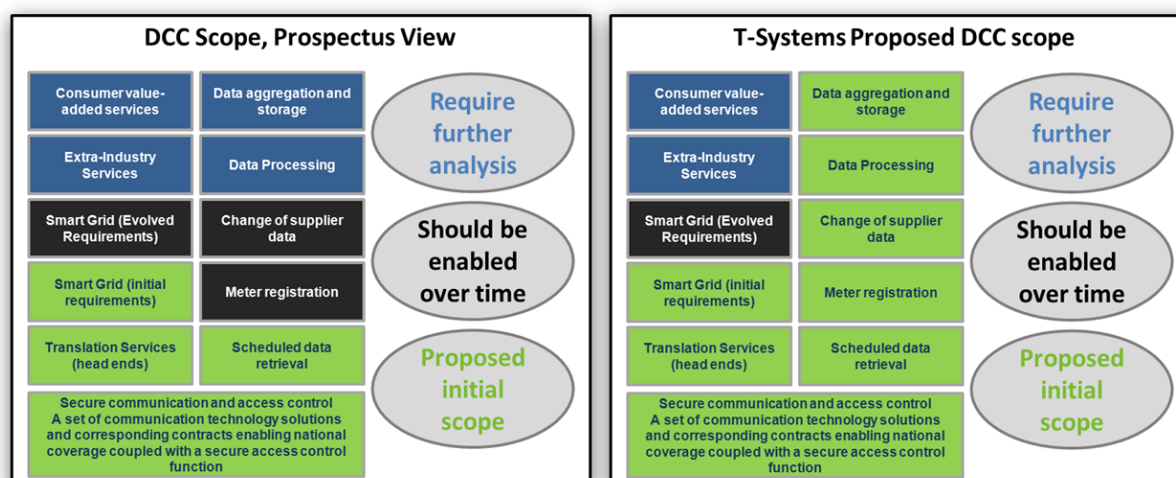 DCC Scope, Prospectus View
Consumer value-
added services
Data aggregation and
storage
Require
further
analysis
Extra-Industry
Services
Data Processing
Smart Grid (Evolved
Requirements)
Change of supplier
data
Should be
enabled
over time
Smart Grid (initial
requirements)
Meter registration
Translation Services
(head ends)
Scheduled data
retrieval
Proposed
initial
scope
Secure communication and access control
A set of communication technology solutions
and corresponding contracts enabling national
coverage coupled with a secure access control
function
T-Systems Proposed DCC scope
Consumer value-
added services
Data aggregation and
storage
Require
further
analysis
Extra-Industry
Services
Data Processing
Smart Grid (Evolved
Requirements)
Change of supplier
data
Should be
enabled
over time
Smart Grid (initial
requirements)
Meter registration
Translation Services
(head ends)
Scheduled data
retrieval
Proposed
initial
scope
Secure communication and access control
A set of communication technology solutions
and corresponding contracts enabling national
coverage coupled with a secure access control
function